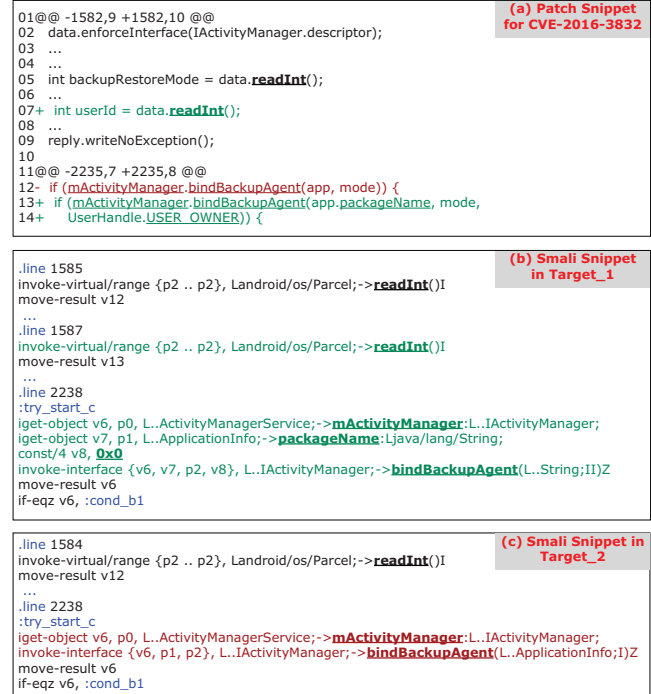 (a) Patch Snippet
for CVE-2016-3832
01@@ -1582,9 +1582,10 @@
02 data.enforceInterface(IActivityManager.descriptor);
03 ...
04 ...
05 int backupRestoreMode = data.readInt();
06 ...
07+ int userId = data.readInt();
08 ...
09 reply.writeNoException();
10
11@@ -2235,7 +2235,8 @@
12- if (mActivityManager.bindBackupAgent(app, mode)) {
13+ if (mActivityManager.bindBackupAgent(app.packageName, mode,
14+ UserHandle.USER_OWNER)) {
(b) Smali Snippet
in Target_1
.line 1585
invoke-virtual/range {p2 .. p2}, Landroid/os/Parcel;->readInt()I
move-result v12
...
.line 1587
invoke-virtual/range {p2 .. p2}, Landroid/os/Parcel;->readInt()I
move-result v13
...
.line 2238
:try_start_c
iget-object v6, p0, L..ActivityManagerService;->mActivityManager:L..IActivityManager;
iget-object v7, p1, L..ApplicationInfo;->packageName:Ljava/lang/String;
const/4 v8, 0x0
invoke-interface {v6, v7, p2, v8}, L..IActivityManager;->bindBackupAgent(L..String;II)Z
move-result v6
if-eqz v6, :cond_b1
(c) Smali Snippet in
Target_2
.line 1584
invoke-virtual/range {p2 .. p2}, Landroid/os/Parcel;->readInt()I
move-result v12
...
.line 2238
:try_start_c
iget-object v6, p0, L..ActivityManagerService;->mActivityManager:L..IActivityManager;
invoke-interface {v6, p1, p2}, L..IActivityManager;->bindBackupAgent(L..ApplicationInfo;I)Z
move-result v6
if-eqz v6, :cond_b1